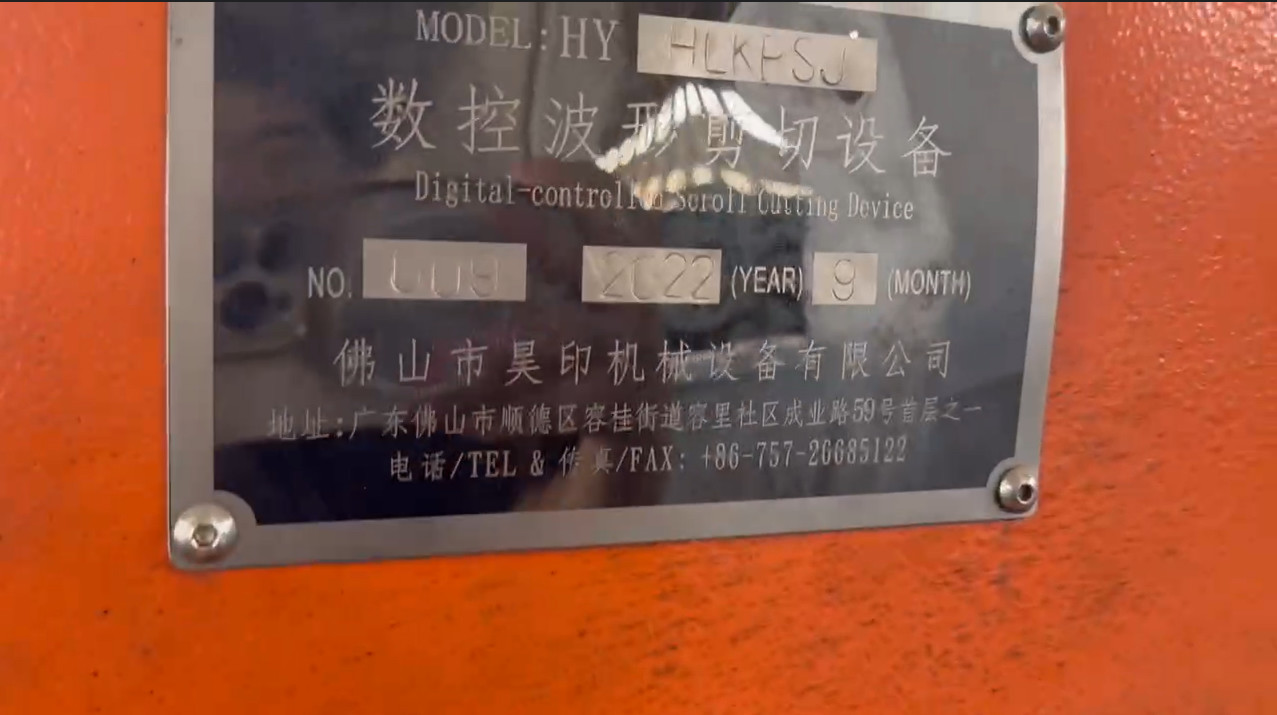 MODEL: HY HLKPSJ
数控波形剪切设备
Digital-controlled Scroll Cutting Device
NO. 008 2022 (YEAR) 9 (MONTH)
佛山市昊印机械设备有限公司
地址:广东佛山市顺德区容桂街道容里社区成业路59号首层之一
电话/TEL & 传真/FAX: +86-757-26685122